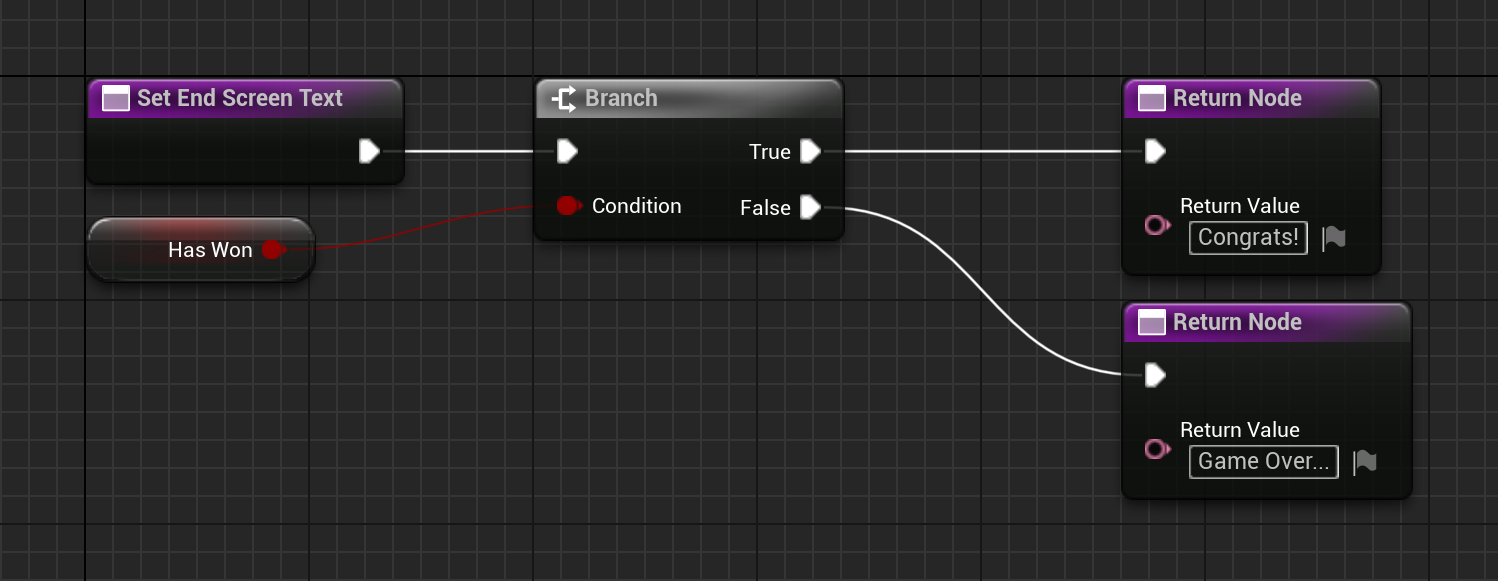 Set End Screen Text
Has Won
Branch
True
Condition
False
Return Node
Return Value
Congrats!
Return Node
Return Value
Game Over...